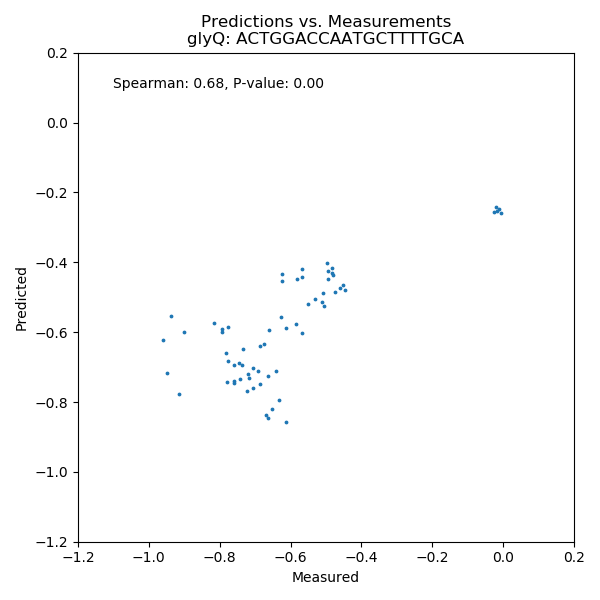 Predictions vs. Measurements
glyQ: ACTGGACCAATGCTTTTGCA
Spearman: 0.68, P-value: 0.00
0.2
0.0
−0.2
−0.4
−0.6
−0.8
−1.0
−1.2
Predicted
−1.2 −1.0 −0.8 −0.6 −0.4 −0.2 0.0 0.2
Measured